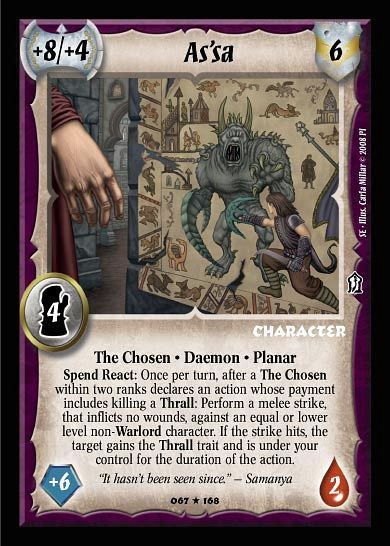 +8/+4
As'sa
6
SE · Illus. Carla Millar © 2008 PI
4
CHARACTER
The Chosen • Daemon • Planar
Spend React: Once per turn, after a The Chosen
within two ranks declares an action whose payment
includes killing a Thrall: Perform a melee strike,
that inflicts no wounds, against an equal or lower
level non-Warlord character. If the strike hits, the
target gains the Thrall trait and is under your
control for the duration of the action.
"It hasn't been seen since." – Samanya
+6
2
067 ★ 168